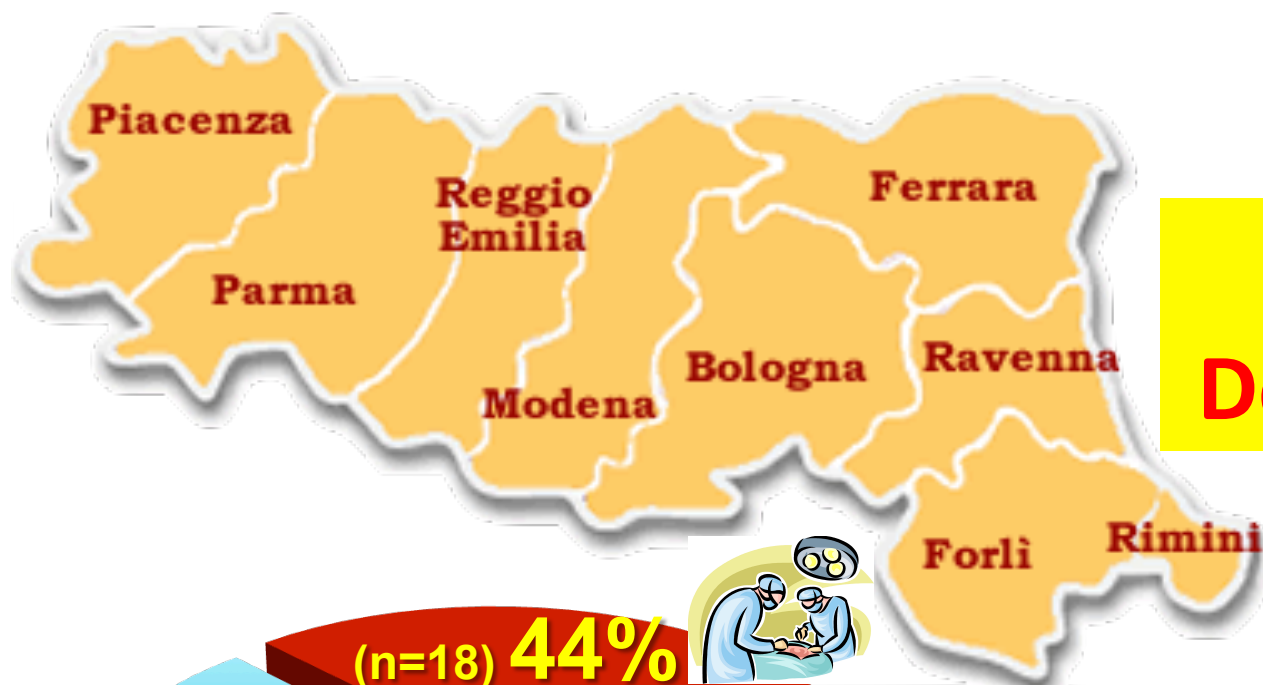 Piacenza
Reggio
Emilia
Ferrara
Parma
Bologna
Ravenna
Modena
Forlì
Rimini
(n=18) 44%